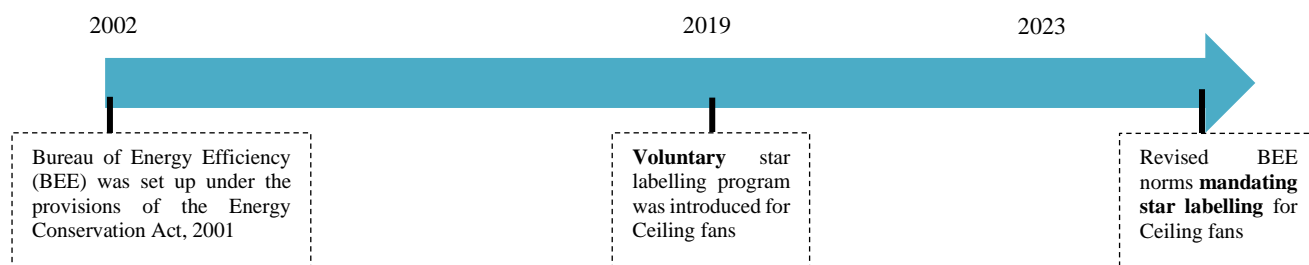 2002
2019
2023
Bureau of Energy Efficiency
(BEE) was set up under the
provisions of the Energy
Conservation Act, 2001
Voluntary star
labelling program
was introduced for
Ceiling fans
Revised BEE
norms mandating
star labelling for
Ceiling fans